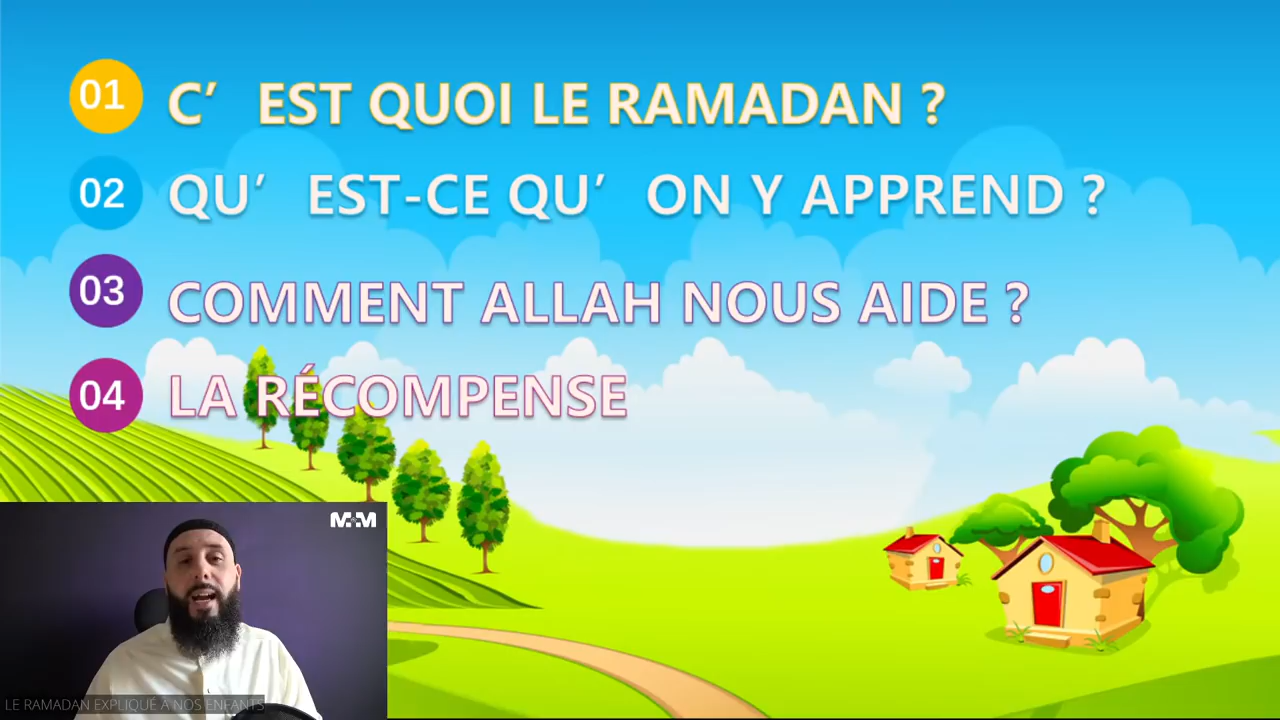 01 C’ EST QUOI LE RAMADAN ?
02 QU’ EST-CE QU’ ON Y APPREND ?
03 COMMENT ALLAH NOUS AIDE ?
04 LA RÉCOMPENSE
M&M
LE RAMADAN EXPLIQUÉ À NOS ENFANTS